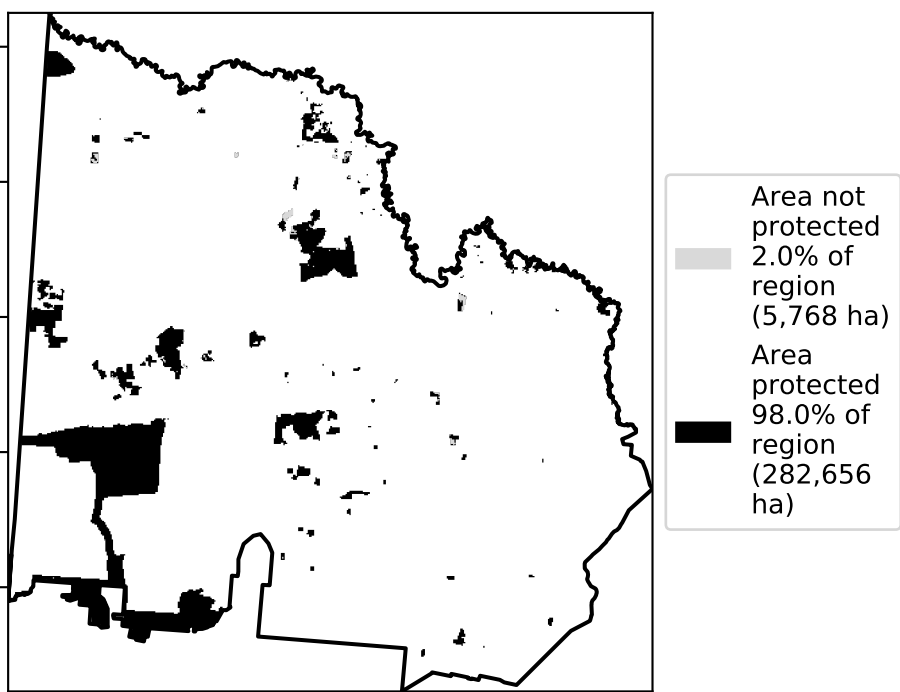 Area not
protected
2.0% of
region
(5,768 ha)
Area
protected
98.0% of
region
(282,656
ha)